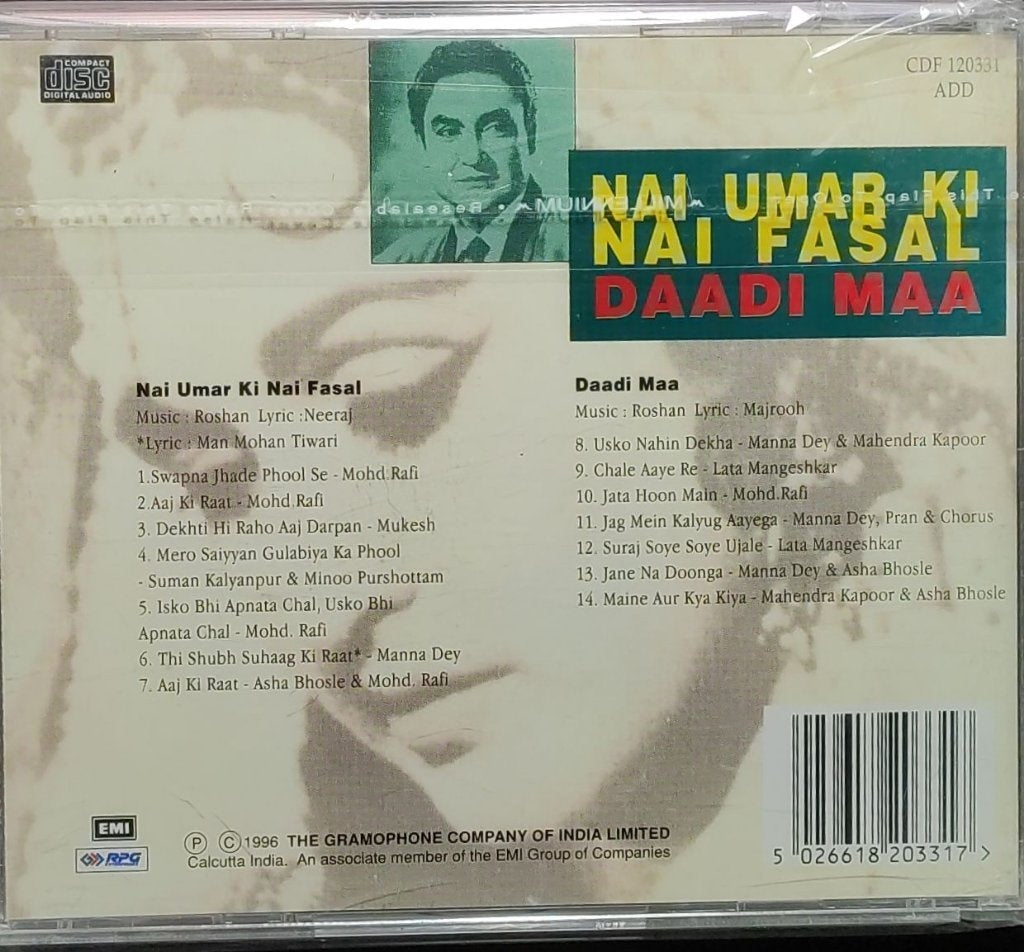 COMPACT
disc
DIGITAL AUDIO
CDF 120331
ADD
NAI UMAR KI
NAI FASAL
DAADI MAA
Nai Umar Ki Nai Fasal
Music : Roshan Lyric :Neeraj
*Lyric : Man Mohan Tiwari
1.Swapna Jhade Phool Se - Mohd.Rafi
2.Aaj Ki Raat - Mohd.Rafi
3. Dekhti Hi Raho Aaj Darpan - Mukesh
4. Mero Saiyyan Gulabiya Ka Phool
- Suman Kalyanpur & Minoo Purshottam
5. Isko Bhi Apnata Chal, Usko Bhi
Apnata Chal - Mohd. Rafi
6. Thi Shubh Suhaag Ki Raat* - Manna Dey
7. Aaj Ki Raat - Asha Bhosle & Mohd. Rafi
Daadi Maa
Music : Roshan Lyric : Majrooh
8. Usko Nahin Dekha - Manna Dey & Mahendra Kapoor
9. Chale Aaye Re - Lata Mangeshkar
10. Jata Hoon Main - Mohd.Rafi
11. Jag Mein Kalyug Aayega - Manna Dey, Pran & Chorus
12. Suraj Soye Soye Ujale - Lata Mangeshkar
13. Jane Na Doonga - Manna Dey & Asha Bhosle
14. Maine Aur Kya Kiya - Mahendra Kapoor & Asha Bhosle
EMI
RPG
Ⓟ Ⓒ 1996 THE GRAMOPHONE COMPANY OF INDIA LIMITED
Calcutta India. An associate member of the EMI Group of Companies
5 026618 203317 >